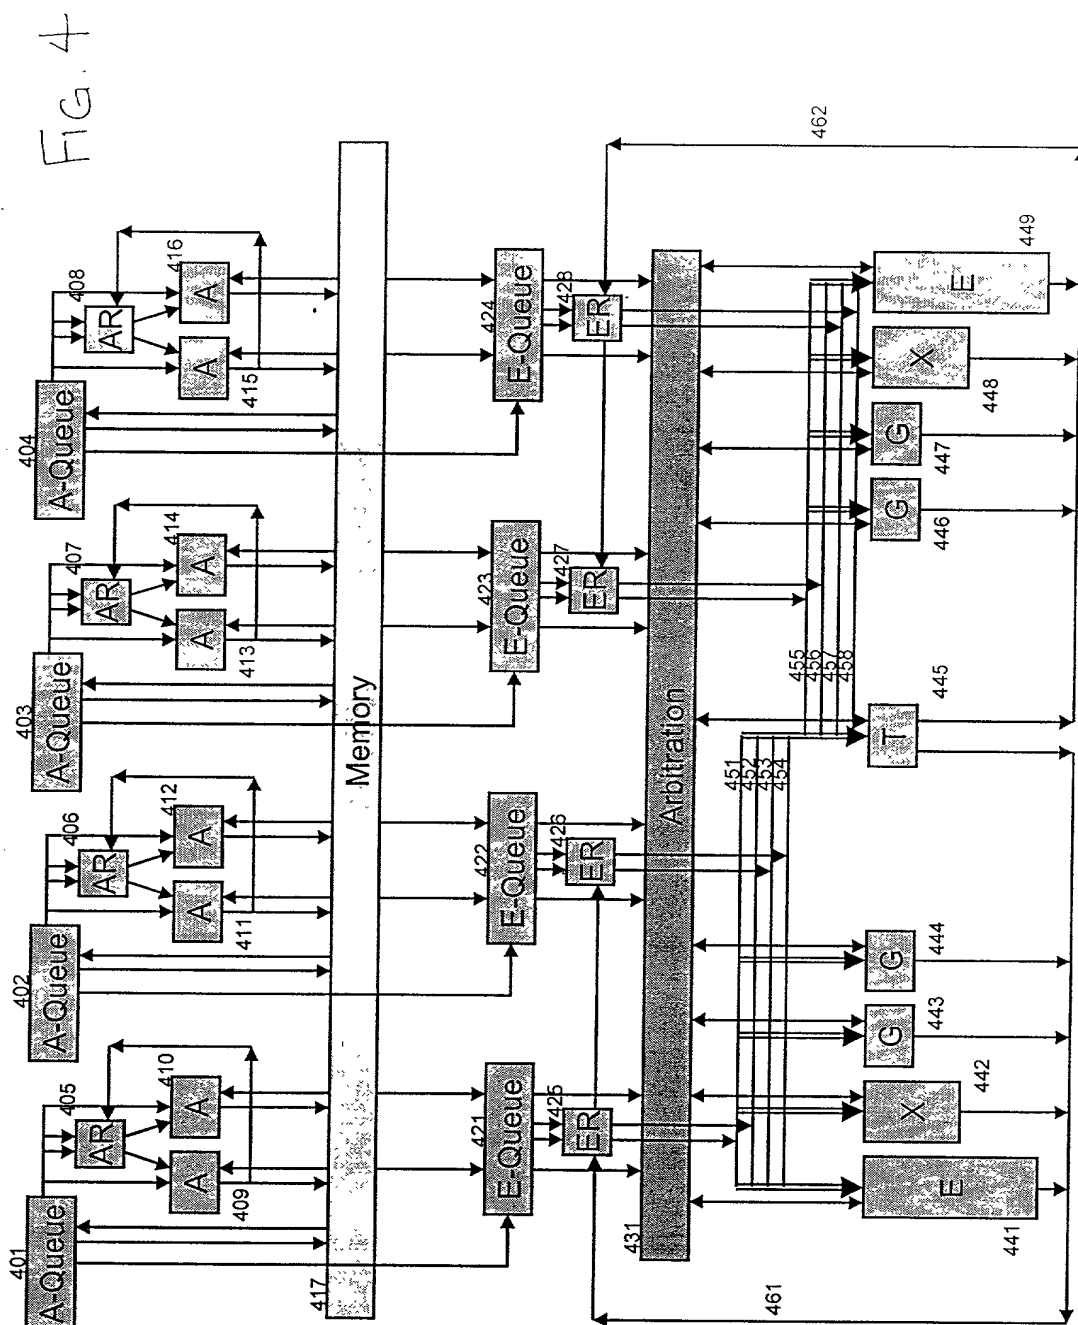 FIG. 4
401
A-Queue
402
A-Queue
403
A-Queue
404
A-Queue
405
AR
406
AR
407
AR
408
AR
409
A
410
A
411
A
412
A
413
A
414
A
415
A
416
A
417
Memory
421
E-Queue
422
E-Queue
423
E-Queue
424
E-Queue
425
ER
426
ER
427
ER
428
ER
431
Arbitration
451
452
453
454
455
456
457
458
441
E
442
X
443
G
444
G
445
T
446
G
447
G
448
X
449
E
461
462